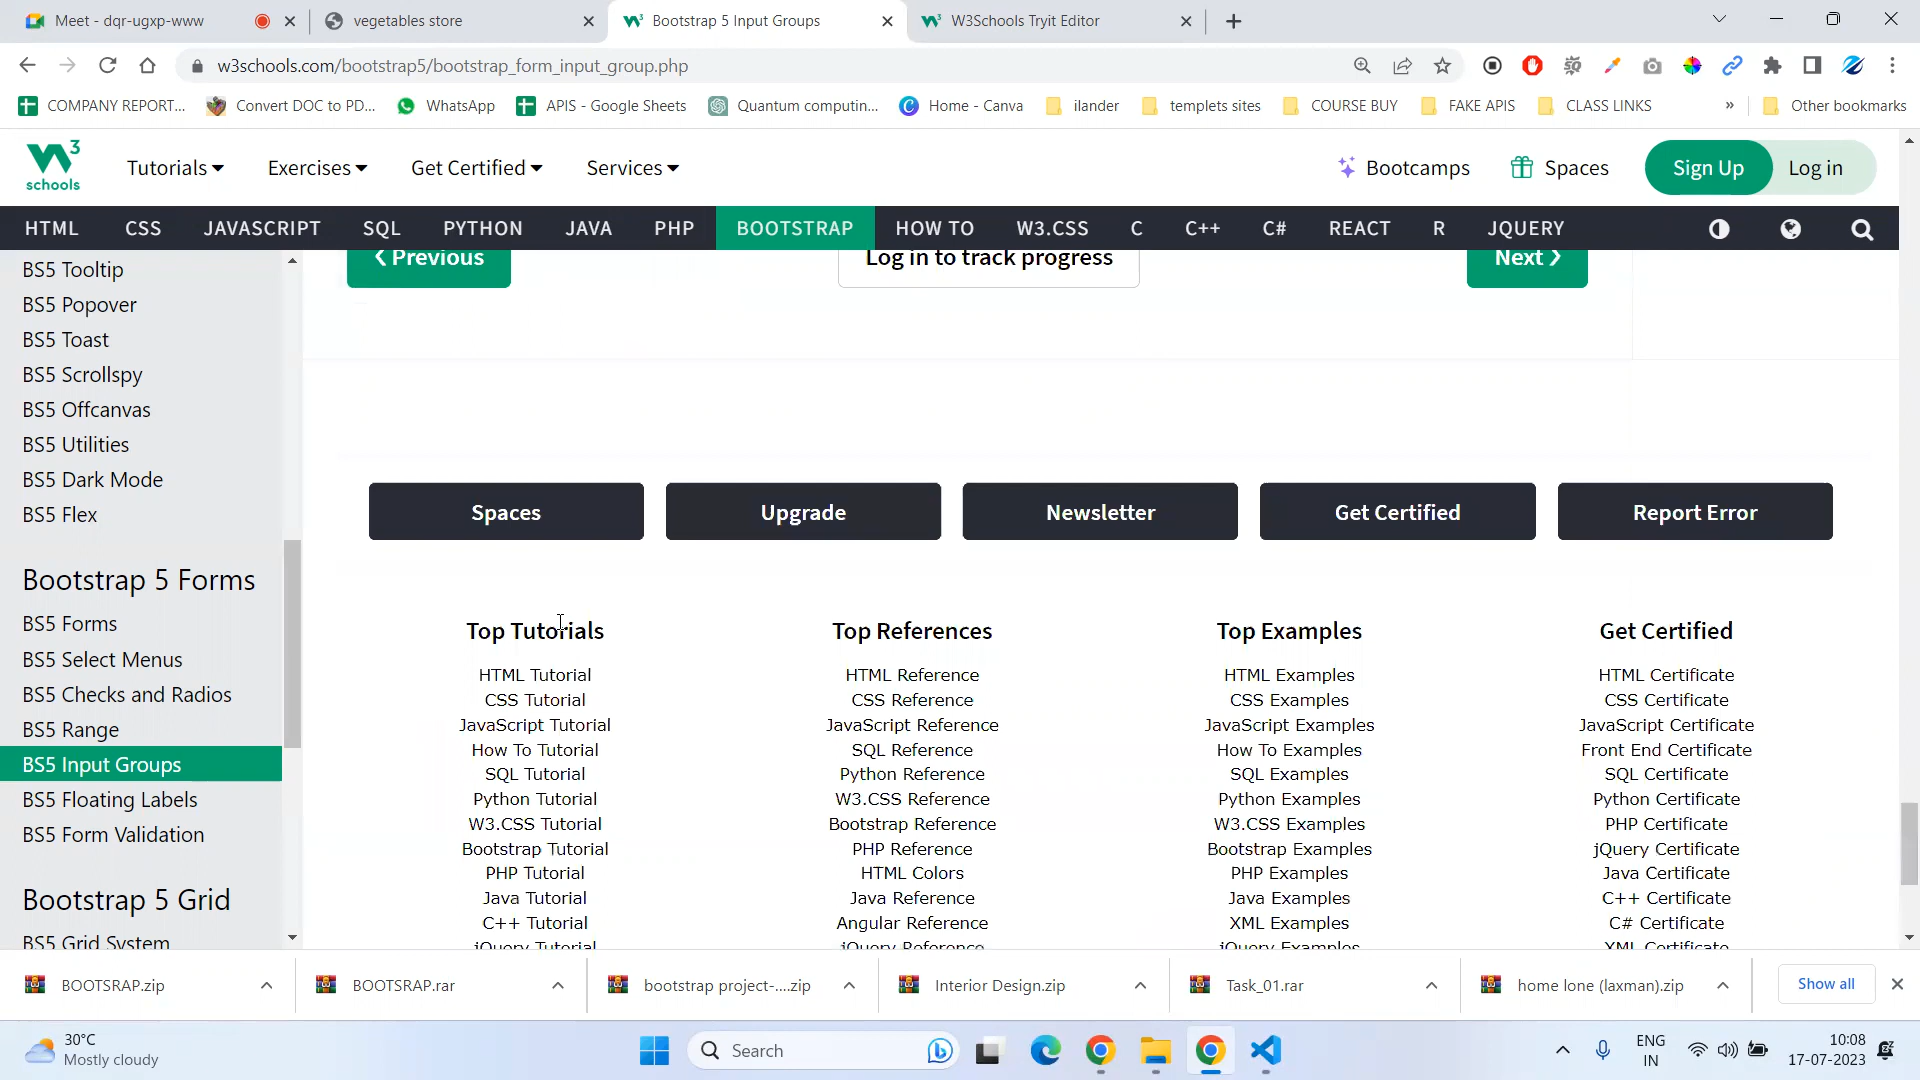 Meet - dqr-ugxp-www
vegetables store
Bootstrap 5 Input Groups
W3Schools Tryit Editor
w3schools.com/bootstrap5/bootstrap_form_input_group.php
COMPANY REPORT...
Convert DOC to PD...
WhatsApp
APIS - Google Sheets
Quantum computin...
Home - Canva
ilander
templets sites
COURSE BUY
FAKE APIS
CLASS LINKS
»
Other bookmarks
W3 schools
Tutorials
Exercises
Get Certified
Services
Bootcamps
Spaces
Sign Up
Log in
HTML
CSS
JAVASCRIPT
SQL
PYTHON
JAVA
PHP
BOOTSTRAP
HOW TO
W3.CSS
C
C++
C#
REACT
R
JQUERY
BS5 Tooltip
BS5 Popover
BS5 Toast
BS5 Scrollspy
BS5 Offcanvas
BS5 Utilities
BS5 Dark Mode
BS5 Flex
Bootstrap 5 Forms
BS5 Forms
BS5 Select Menus
BS5 Checks and Radios
BS5 Range
BS5 Input Groups
BS5 Floating Labels
BS5 Form Validation
Bootstrap 5 Grid
BS5 Grid System
❮ Previous
Log in to track progress
Next ❯
Spaces
Upgrade
Newsletter
Get Certified
Report Error
Top Tutorials
HTML Tutorial
CSS Tutorial
JavaScript Tutorial
How To Tutorial
SQL Tutorial
Python Tutorial
W3.CSS Tutorial
Bootstrap Tutorial
PHP Tutorial
Java Tutorial
C++ Tutorial
jQuery Tutorial
Top References
HTML Reference
CSS Reference
JavaScript Reference
SQL Reference
Python Reference
W3.CSS Reference
Bootstrap Reference
PHP Reference
HTML Colors
Java Reference
Angular Reference
jQuery Reference
Top Examples
HTML Examples
CSS Examples
JavaScript Examples
How To Examples
SQL Examples
Python Examples
W3.CSS Examples
Bootstrap Examples
PHP Examples
Java Examples
XML Examples
jQuery Examples
Get Certified
HTML Certificate
CSS Certificate
JavaScript Certificate
Front End Certificate
SQL Certificate
Python Certificate
PHP Certificate
jQuery Certificate
Java Certificate
C++ Certificate
C# Certificate
XML Certificate
BOOTSRAP.zip
BOOTSRAP.rar
bootstrap project-....zip
Interior Design.zip
Task_01.rar
home lone (laxman).zip
Show all
30°C
Mostly cloudy
Search
ENG
IN
10:08
17-07-2023